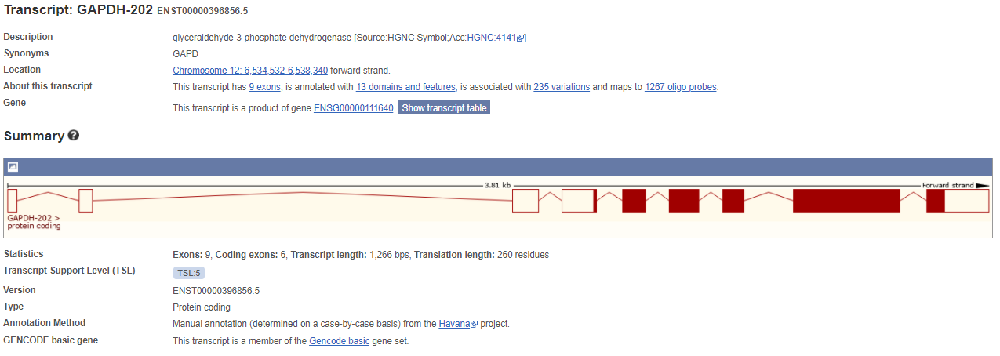 Transcript: GAPDH-202 ENST00000396856.5
Description glyceraldehyde-3-phosphate dehydrogenase [Source:HGNC Symbol;Acc:HGNC:4141]
Synonyms GAPD
Location Chromosome 12: 6,534,532-6,538,340 forward strand.
About this transcript This transcript has 9 exons, is annotated with 13 domains and features, is associated with 235 variations and maps to 1267 oligo probes.
Gene This transcript is a product of gene ENSG00000111640 Show transcript table
Summary ?
3.81 kb Forward strand
GAPDH-202 >
protein coding
Statistics Exons: 9, Coding exons: 6, Transcript length: 1,266 bps, Translation length: 260 residues
Transcript Support Level (TSL) TSL:5
Version ENST00000396856.5
Type Protein coding
Annotation Method Manual annotation (determined on a case-by-case basis) from the Havana project.
GENCODE basic gene This transcript is a member of the Gencode basic gene set.